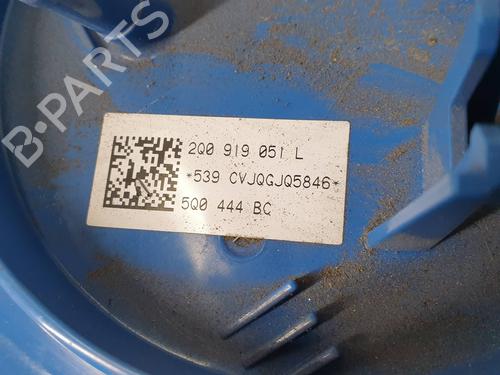 B-PARTS
2Q0 919 051 L
*539 CVJQGJQ5846*
5Q0 444 BC